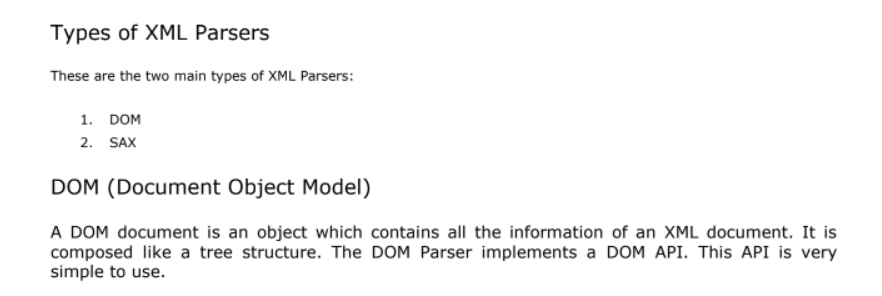 Types of XML Parsers
These are the two main types of XML Parsers:
1. DOM
2. SAX
DOM (Document Object Model)
A DOM document is an object which contains all the information of an XML document. It is
composed like a tree structure. The DOM Parser implements a DOM API. This API is very
simple to use.